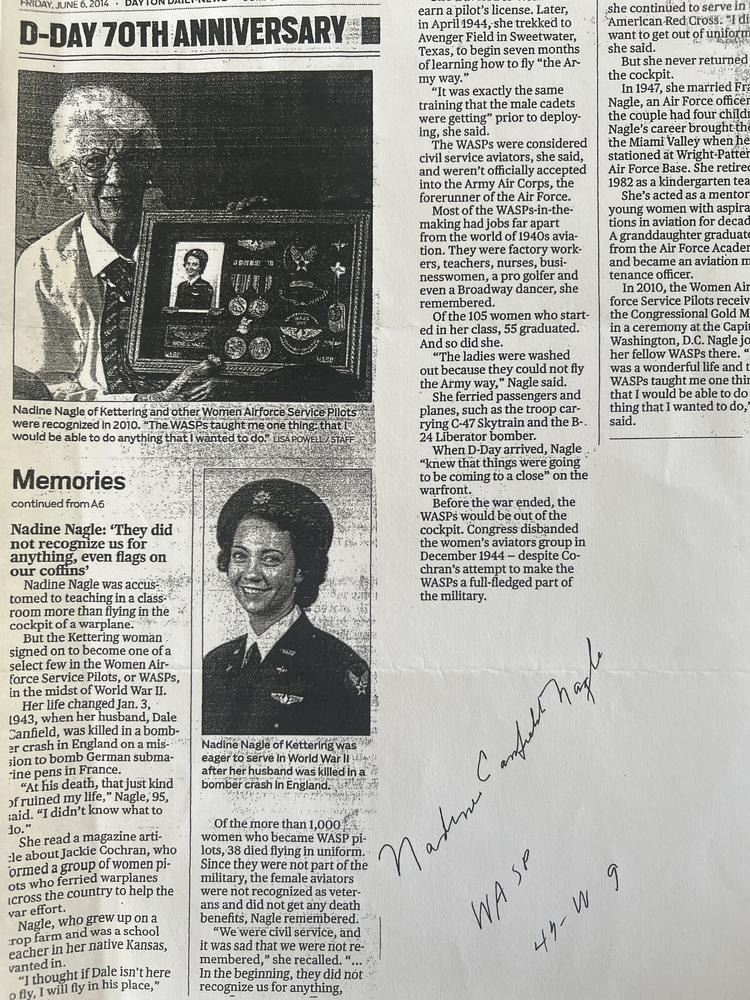 FRIDAY, JUNE 6, 2014 • DAYTON DAILY NEWS
D-DAY 70TH ANNIVERSARY
Nadine Nagle of Kettering and other Women Airforce Service Pilots
were recognized in 2010. “The WASPs taught me one thing: that I
would be able to do anything that I wanted to do.” LISA POWELL / STAFF
Memories
continued from A6
Nadine Nagle: ‘They did
not recognize us for
anything, even flags on
our coffins’
Nadine Nagle was accus-
tomed to teaching in a class-
room more than flying in the
cockpit of a warplane.
But the Kettering woman
signed on to become one of a
select few in the Women Air-
force Service Pilots, or WASPs,
in the midst of World War II.
Her life changed Jan. 3,
1943, when her husband, Dale
Canfield, was killed in a bomb-
er crash in England on a mis-
sion to bomb German subma-
rine pens in France.
“At his death, that just kind
of ruined my life,” Nagle, 95,
said. “I didn’t know what to
do.”
She read a magazine arti-
cle about Jackie Cochran, who
formed a group of women pi-
lots who ferried warplanes
across the country to help the
war effort.
Nagle, who grew up on a
crop farm and was a school
teacher in her native Kansas,
wanted in.
“I thought if Dale isn’t here
to fly, I will fly in his place,”
Nadine Nagle of Kettering was
eager to serve in World War II
after her husband was killed in a
bomber crash in England.
Of the more than 1,000
women who became WASP pi-
lots, 38 died flying in uniform.
Since they were not part of the
military, the female aviators
were not recognized as veter-
ans and did not get any death
benefits, Nagle remembered.
“We were civil service, and
it was sad that we were not re-
membered,” she recalled. “...
In the beginning, they did not
recognize us for anything,
earn a pilot’s license. Later,
in April 1944, she trekked to
Avenger Field in Sweetwater,
Texas, to begin seven months
of learning how to fly “the Ar-
my way.”
“It was exactly the same
training that the male cadets
were getting” prior to deploy-
ing, she said.
The WASPs were considered
civil service aviators, she said,
and weren’t officially accepted
into the Army Air Corps, the
forerunner of the Air Force.
Most of the WASPs-in-the-
making had jobs far apart
from the world of 1940s avia-
tion. They were factory work-
ers, teachers, nurses, busi-
nesswomen, a pro golfer and
even a Broadway dancer, she
remembered.
Of the 105 women who start-
ed in her class, 55 graduated.
And so did she.
“The ladies were washed
out because they could not fly
the Army way,” Nagle said.
She ferried passengers and
planes, such as the troop car-
rying C-47 Skytrain and the B-
24 Liberator bomber.
When D-Day arrived, Nagle
“knew that things were going
to be coming to a close” on the
warfront.
Before the war ended, the
WASPs would be out of the
cockpit. Congress disbanded
the women’s aviators group in
December 1944 – despite Co-
chran’s attempt to make the
WASPs a full-fledged part of
the military.
she continued to serve in
American Red Cross. “I di
want to get out of uniform
she said.
But she never returned
the cockpit.
In 1947, she married Fra
Nagle, an Air Force officer
the couple had four childr
Nagle’s career brought the
the Miami Valley when he
stationed at Wright-Patter
Air Force Base. She retired
1982 as a kindergarten tea
She’s acted as a mentor
young women with aspira
tions in aviation for decad
A granddaughter graduate
from the Air Force Acader
and became an aviation m
tenance officer.
In 2010, the Women Air
force Service Pilots receiv
the Congressional Gold M
in a ceremony at the Capit
Washington, D.C. Nagle jo
her fellow WASPs there. “
was a wonderful life and t
WASPs taught me one thin
that I would be able to do
thing that I wanted to do,”
said.
Nadine Canfield Nagle
WASP
44-W 9